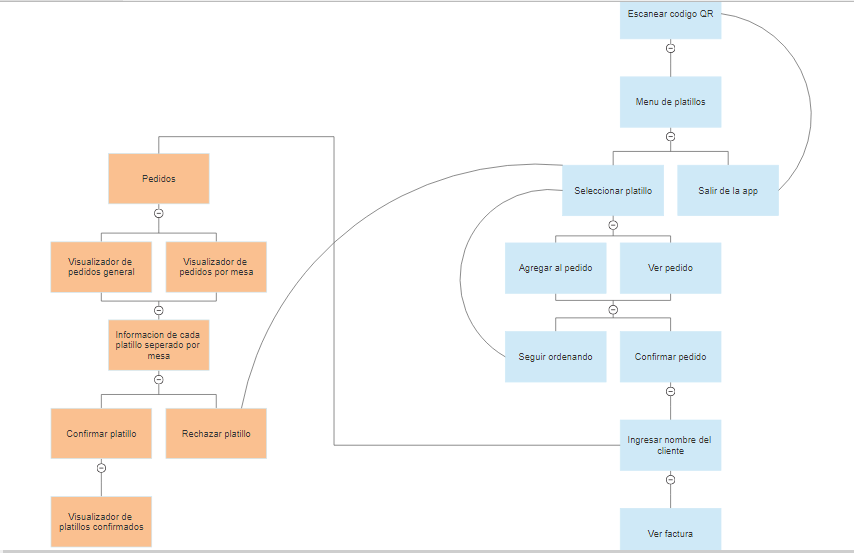 Escanear codigo QR
Menu de platillos
Pedidos
Seleccionar platillo
Salir de la app
Visualizador de
pedidos general
Visualizador de
pedidos por mesa
Agregar al pedido
Ver pedido
Informacion de cada
platillo seperado por
mesa
Seguir ordenando
Confirmar pedido
Confirmar platillo
Rechazar platillo
Ingresar nombre del
cliente
Visualizador de
platillos confirmados
Ver factura